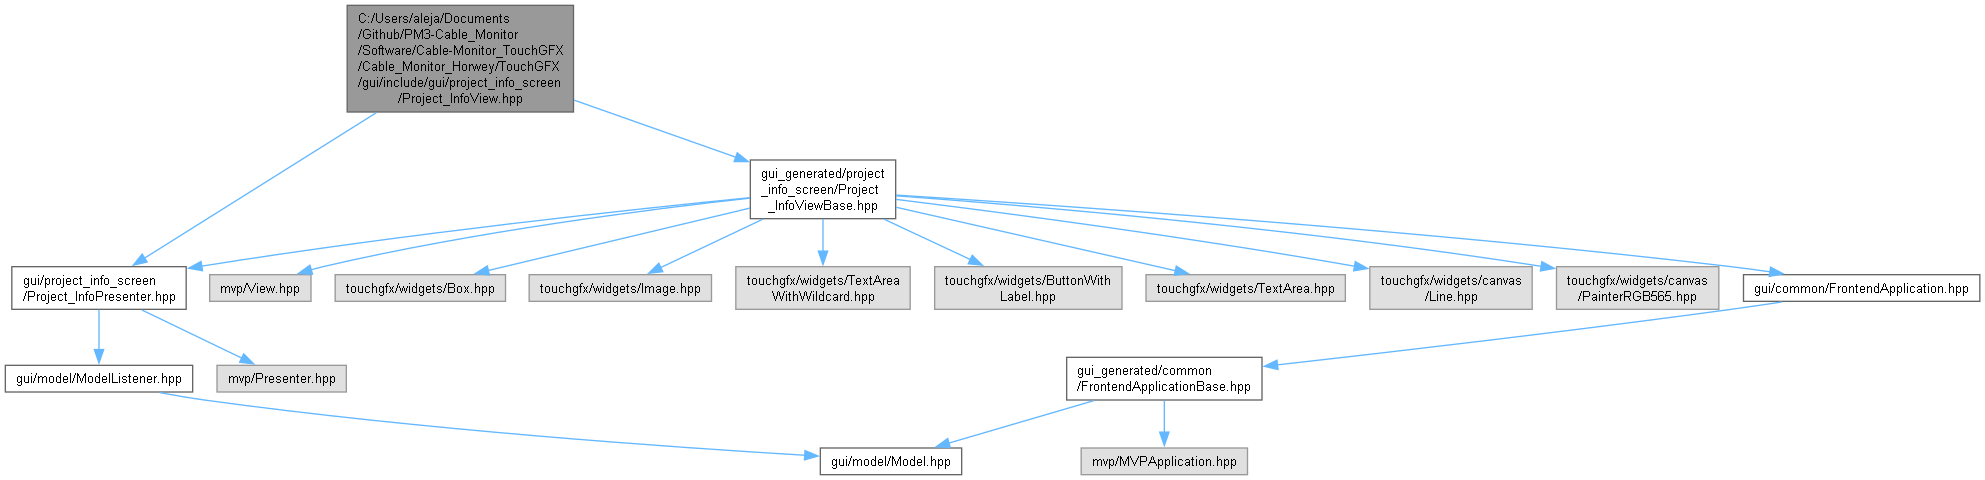 C:/Users/aleja/Documents
/Github/PM3-Cable_Monitor
/Software/Cable-Monitor_TouchGFX
/Cable_Monitor_Horwey/TouchGFX
/gui/include/gui/project_info_screen
/Project_InfoView.hpp
gui_generated/project
_info_screen/Project
_InfoViewBase.hpp
gui/project_info_screen
/Project_InfoPresenter.hpp
mvp/View.hpp
touchgfx/widgets/Box.hpp
touchgfx/widgets/Image.hpp
touchgfx/widgets/TextArea
WithWildcard.hpp
touchgfx/widgets/ButtonWith
Label.hpp
touchgfx/widgets/TextArea.hpp
touchgfx/widgets/canvas
/Line.hpp
touchgfx/widgets/canvas
/PainterRGB565.hpp
gui/common/FrontendApplication.hpp
gui/model/ModelListener.hpp
mvp/Presenter.hpp
gui_generated/common
/FrontendApplicationBase.hpp
gui/model/Model.hpp
mvp/MVPApplication.hpp